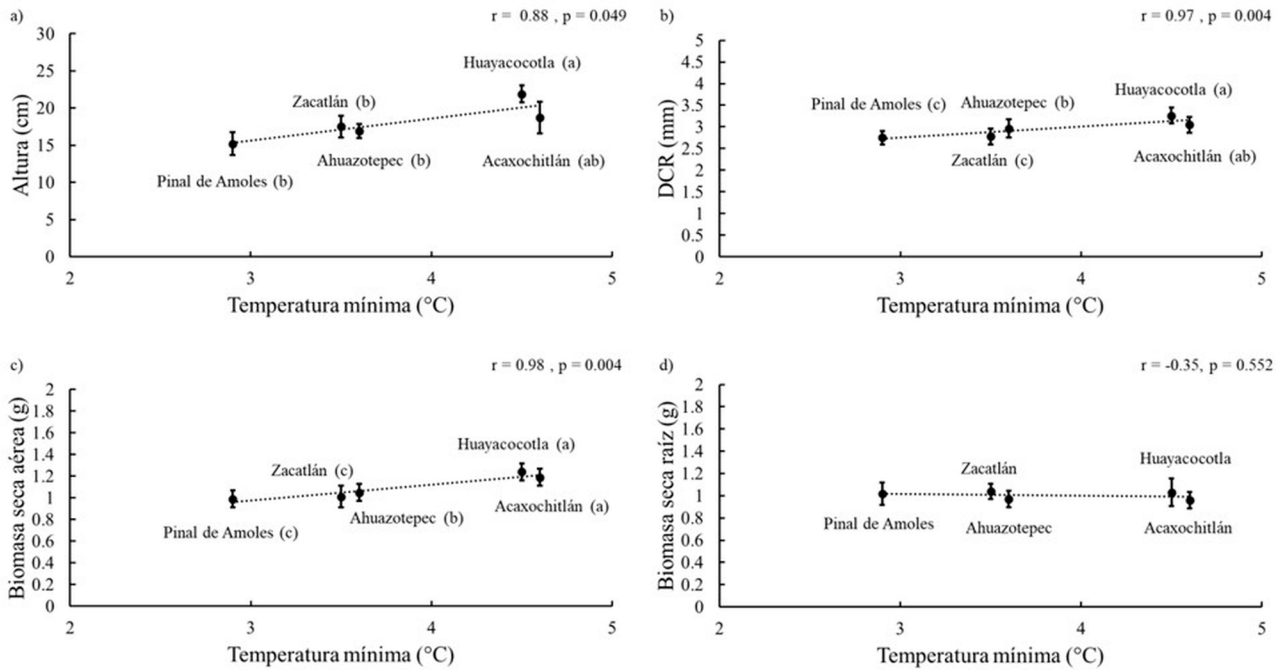 a)
r = 0.88 , p = 0.049
30
25
20
15
10
5
0
Altura (cm)
Huayacocotla (a)
Zacatlán (b)
Ahuazotepec (b)
Acaxochitlán (ab)
Pinal de Amoles (b)
2 3 4 5
Temperatura mínima (°C)
b)
r = 0.97 , p = 0.004
5
4.5
4
3.5
3
2.5
2
1.5
1
0.5
0
DCR (mm)
Huayacocotla (a)
Pinal de Amoles (c)
Ahuazotepec (b)
Zacatlán (c)
Acaxochitlán (ab)
2 3 4 5
Temperatura mínima (°C)
c)
r = 0.98 , p = 0.004
2
1.8
1.6
1.4
1.2
1
0.8
0.6
0.4
0.2
0
Biomasa seca aérea (g)
Huayacocotla (a)
Zacatlán (c)
Acaxochitlán (a)
Ahuazotepec (b)
Pinal de Amoles (c)
2 3 4 5
Temperatura mínima (°C)
d)
r = -0.35, p = 0.552
2
1.8
1.6
1.4
1.2
1
0.8
0.6
0.4
0.2
0
Biomasa seca raíz (g)
Huayacocotla
Zacatlán
Pinal de Amoles
Ahuazotepec
Acaxochitlán
2 3 4 5
Temperatura mínima (°C)